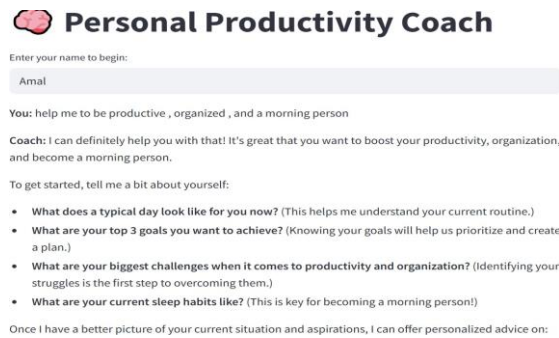 Personal Productivity Coach
Enter your name to begin:
Amal
You: help me to be productive , organized , and a morning person
Coach: I can definitely help you with that! It's great that you want to boost your productivity, organization,
and become a morning person.
To get started, tell me a bit about yourself:
• What does a typical day look like for you now? (This helps me understand your current routine.)
• What are your top 3 goals you want to achieve? (Knowing your goals will help us prioritize and create
a plan.)
• What are your biggest challenges when it comes to productivity and organization? (Identifying your
struggles is the first step to overcoming them.)
• What are your current sleep habits like? (This is key for becoming a morning person!)
Once I have a better picture of your current situation and aspirations, I can offer personalized advice on: